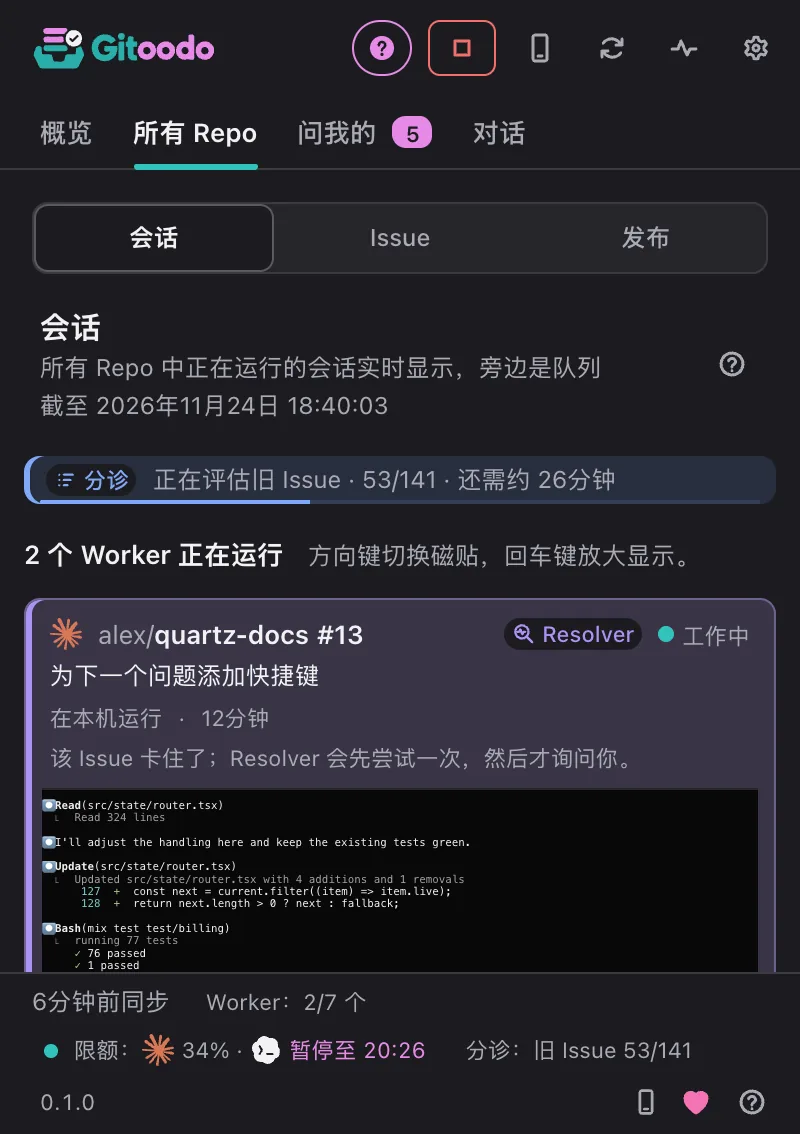 Gitoodo
概览 所有 Repo 问我的 5 对话
会话 Issue 发布
会话
所有 Repo 中正在运行的会话实时显示，旁边是队列
截至 2026年11月24日 18:40:03
分诊 正在评估旧 Issue · 53/141 · 还需约 26分钟
2 个 Worker 正在运行 方向键切换磁贴，回车键放大显示。
alex/quartz-docs #13 Resolver 工作中
为下一个问题添加快捷键
在本机运行 · 12分钟
该 Issue 卡住了；Resolver 会先尝试一次，然后才询问你。
Read(src/state/router.tsx)
Read 324 lines
I'll adjust the handling here and keep the existing tests green.
Update(src/state/router.tsx)
Updated src/state/router.tsx with 4 additions and 1 removals
127 + const next = current.filter((item) => item.live);
128 + return next.length > 0 ? next : fallback;
Bash(mix test test/billing)
running 77 tests
✓ 76 passed
✓ 1 passed
6分钟前同步 Worker：2/7 个
限额： 34% · 暂停至 20:26 分诊：旧 Issue 53/141
0.1.0